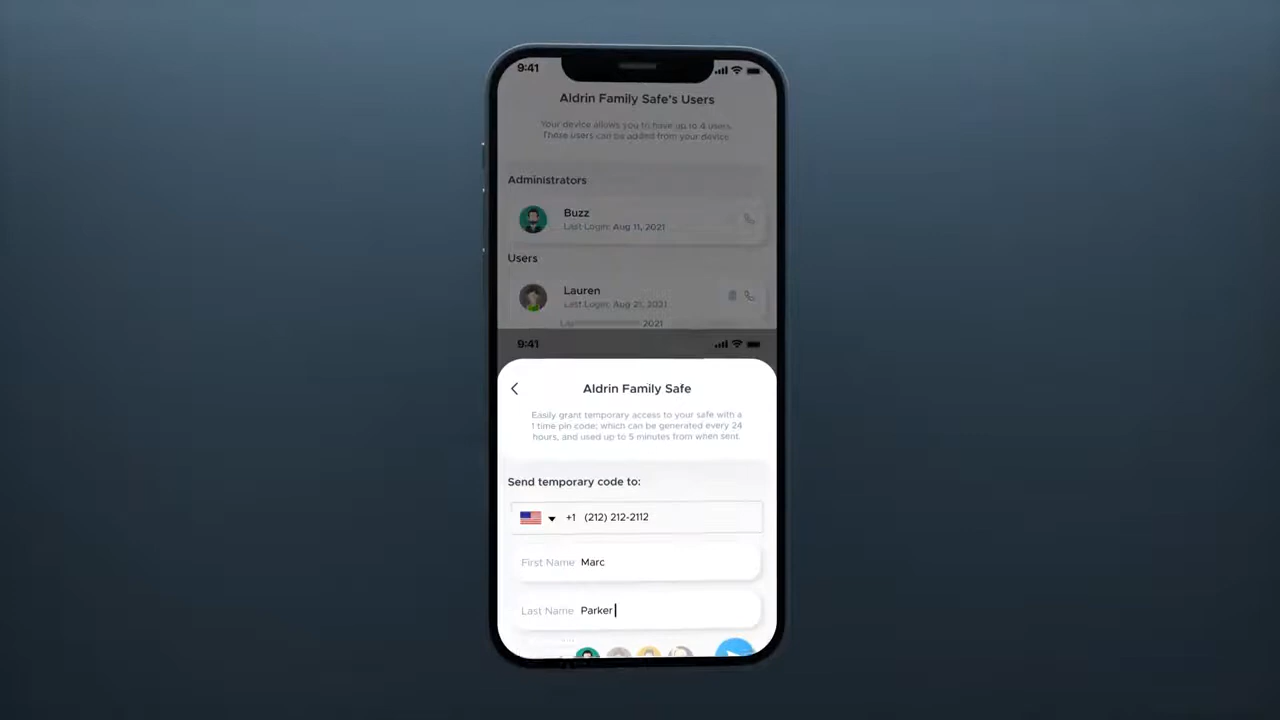 9:41
Aldrin Family Safe's Users
Your device allows you to have up to 4 users.
Those users can be added from your device
Administrators
Buzz
Last Login: Aug 11, 2021
Users
Lauren
Last Login: Aug 21, 2021
2021
9:41
Aldrin Family Safe
Easily grant temporary access to your safe with a
1 time pin code; which can be generated every 24
hours, and used up to 5 minutes from when sent.
Send temporary code to:
+1 (212) 212-2112
First Name Marc
Last Name Parker